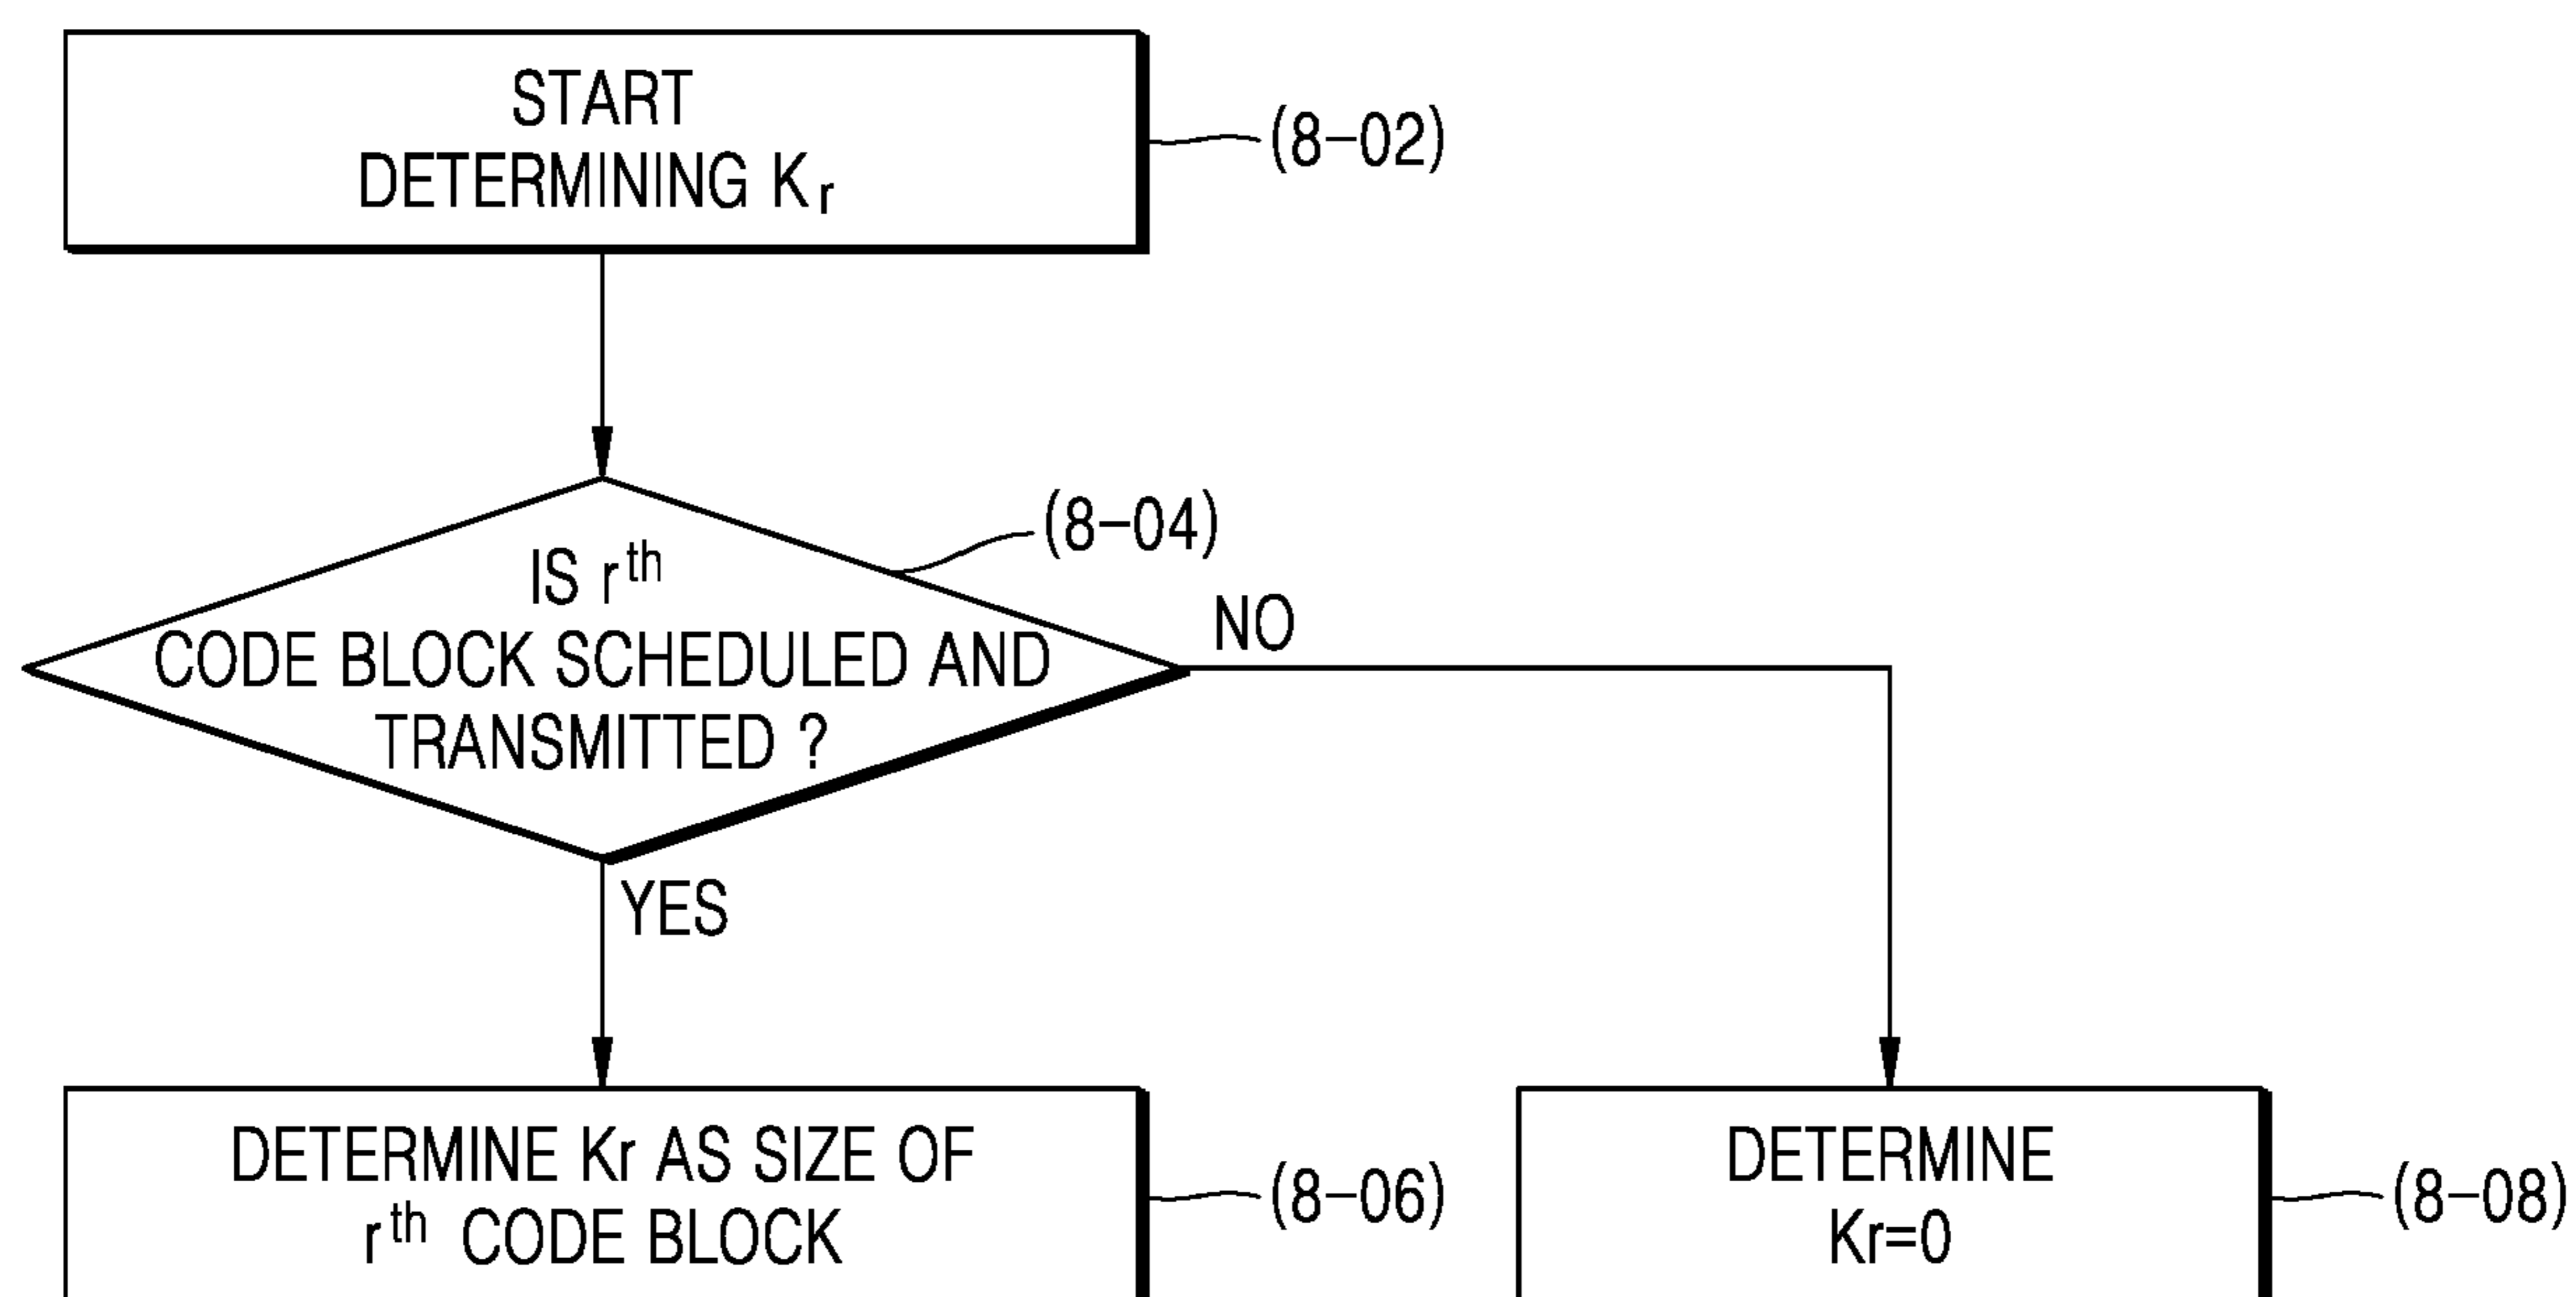 START
DETERMINING Kr
(8-02)
(8-04)
IS rth
CODE BLOCK SCHEDULED AND
TRANSMITTED ?
NO
YES
DETERMINE Kr AS SIZE OF
rth CODE BLOCK
(8-06)
DETERMINE
Kr=0
(8-08)